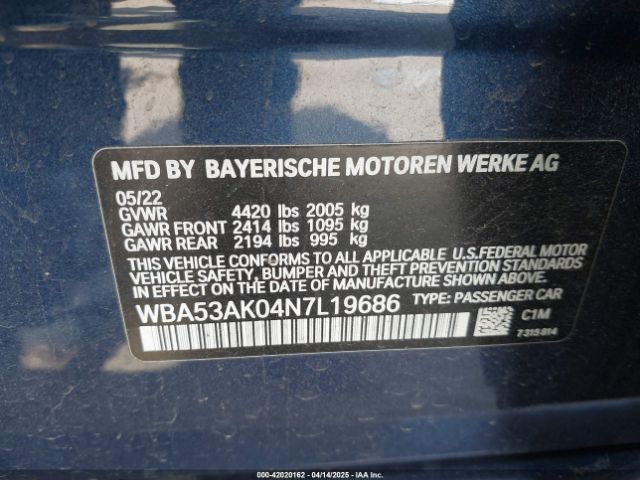 MFD BY BAYERISCHE MOTOREN WERKE AG
05/22
GVWR 4420 lbs 2005 kg
GAWR FRONT 2414 lbs 1095 kg
GAWR REAR 2194 lbs 995 kg
THIS VEHICLE CONFORMS TO ALL APPLICABLE U.S. FEDERAL MOTOR
VEHICLE SAFETY, BUMPER AND THEFT PREVENTION STANDARDS
IN EFFECT ON THE DATE OF MANUFACTURE SHOWN ABOVE.
WBA53AK04N7L19686 TYPE: PASSENGER CAR
C1M
7319814
000-42020162 - 04/14/2025 - IAA Inc.